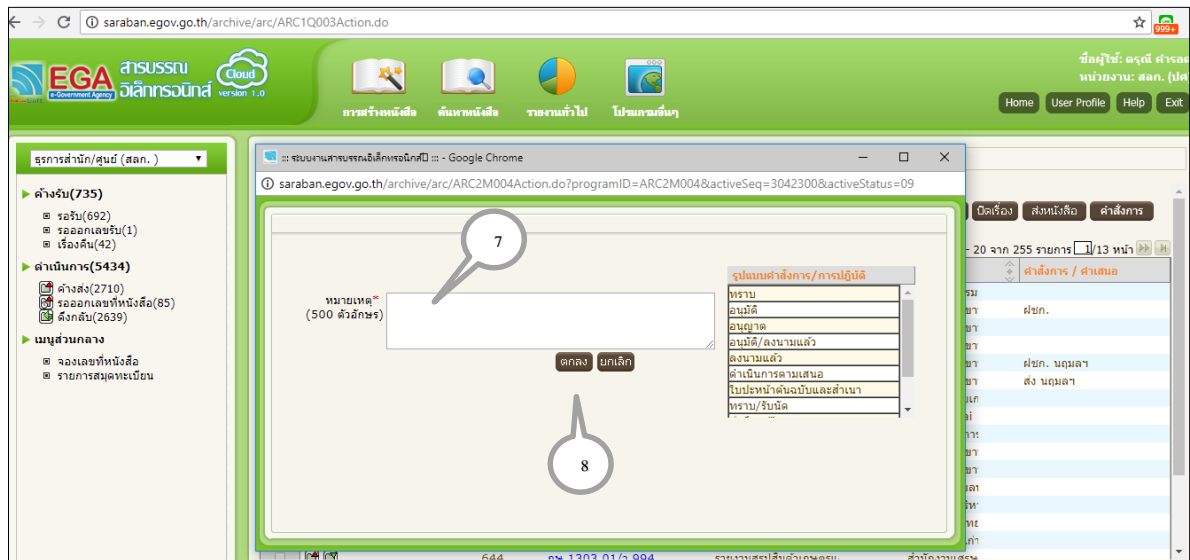 saraban.egov.go.th/archive/arc/ARC1Q003Action.do
999+
EGA
e-Government Agency
สารบรรณ
อิเล็กทรอนิกส์
Cloud
version 1.0
การสร้างหนังสือ
ค้นหาหนังสือ
รายงานทั่วไป
โปรแกรมอื่นๆ
ชื่อผู้ใช้: ดรุณี คำรอด
หน่วยงาน: สลก. (ปศ
Home
User Profile
Help
Exit
ธุรการสำนัก/ศูนย์ (สลก. )
ค้างรับ(735)
รอรับ(692)
รอออกเลขรับ(1)
เรื่องคืน(42)
ดำเนินการ(5434)
ค้างส่ง(2710)
รอออกเลขที่หนังสือ(85)
ดึงกลับ(2639)
เมนูส่วนกลาง
จองเลขที่หนังสือ
รายการสมุดทะเบียน
::: ระบบงานสารบรรณอิเล็กทรอนิกส์ ::: - Google Chrome
saraban.egov.go.th/archive/arc/ARC2M004Action.do?programID=ARC2M004&activeSeq=3042300&activeStatus=09
7
หมายเหตุ*
(500 ตัวอักษร)
ตกลง
ยกเลิก
8
รูปแบบคำสั่งการ/การปฏิบัติ
ทราบ
อนุมัติ
อนุญาต
อนุมัติ/ลงนามแล้ว
ลงนามแล้ว
ดำเนินการตามเสนอ
ใบปะหน้าต้นฉบับและสำเนา
ทราบ/รับนัด
ปิดเรื่อง
ส่งหนังสือ
คำสั่งการ
- 20 จาก 255 รายการ 1/13 หน้า
คำสั่งการ / คำเสนอ
ฝชก.
ฝชก. นฤมลฯ
ส่ง นฤมลฯ
644
กษ 1303.01/ว 994